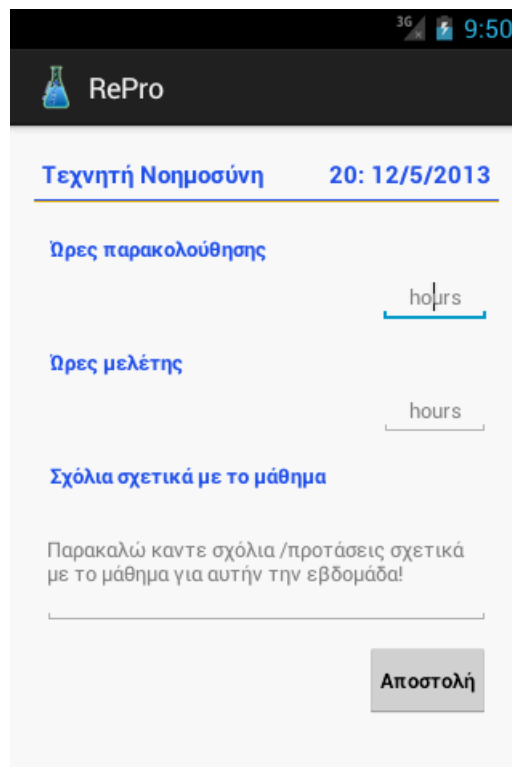 3G 9:50
RePro
Τεχνητή Νοημοσύνη 20: 12/5/2013
Ώρες παρακολούθησης
hours
Ώρες μελέτης
hours
Σχόλια σχετικά με το μάθημα
Παρακαλώ καντε σχόλια /προτάσεις σχετικά
με το μάθημα για αυτήν την εβδομάδα!
Αποστολή